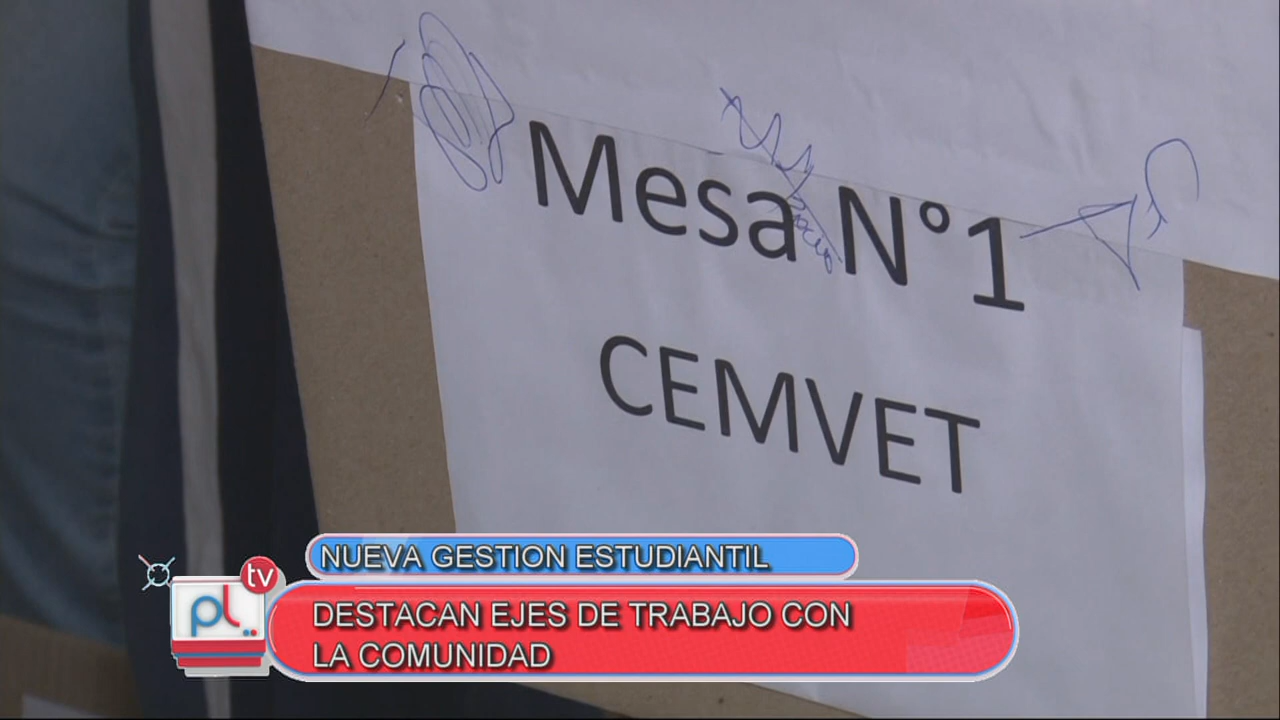 Mesa N°1
CEMVET
NUEVA GESTION ESTUDIANTIL
tv
pL..
DESTACAN EJES DE TRABAJO CON
LA COMUNIDAD